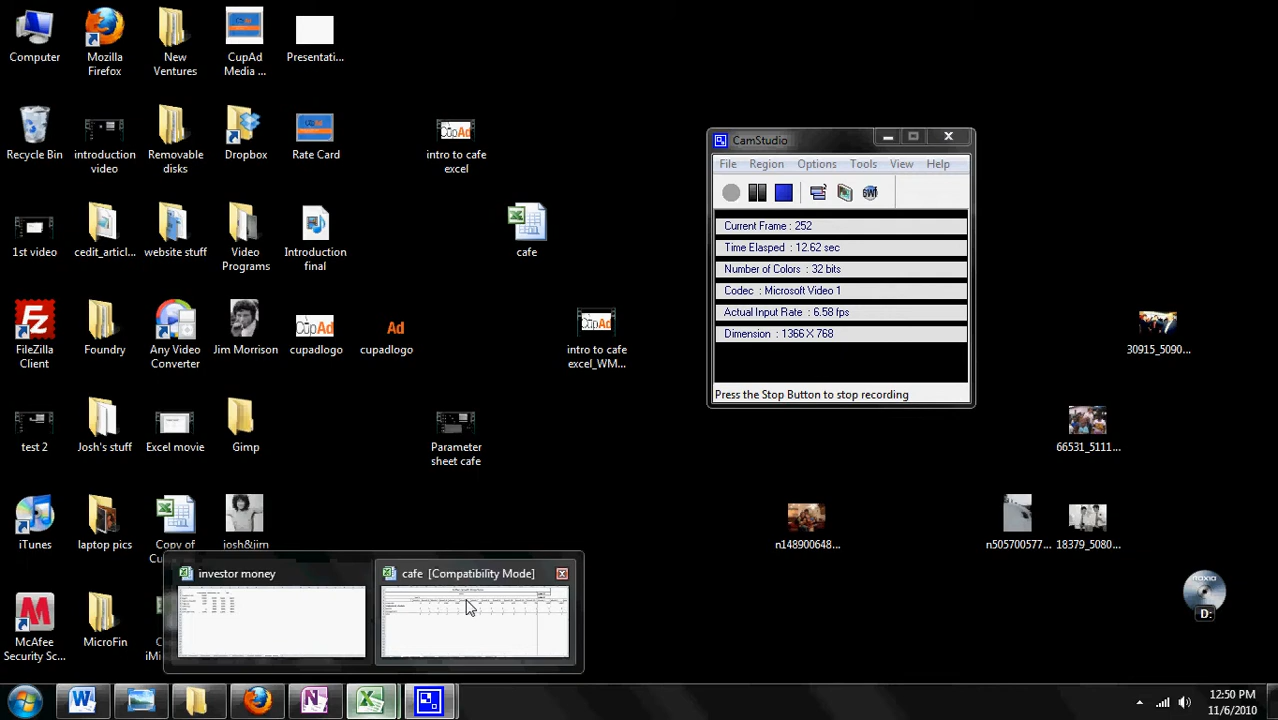 Computer
Mozilla
Firefox
New
Ventures
CupAd
Media ...
Presentati...
Recycle Bin
introduction
video
Removable
disks
Dropbox
Rate Card
CupAd
intro to cafe
excel
1st video
cedit_articl...
website stuff
Video
Programs
Introduction
final
cafe
FileZilla
Client
Foundry
Any Video
Converter
Jim Morrison
CupAd
cupadlogo
Ad
cupadlogo
CupAd
intro to cafe
excel_WM...
test 2
Josh's stuff
Excel movie
Gimp
Parameter
sheet cafe
iTunes
laptop pics
Copy of
josh&jim
McAfee
Security Sc...
MicroFin
CamStudio
File Region Options Tools View Help
Current Frame : 252
Time Elasped : 12.62 sec
Number of Colors : 32 bits
Codec : Microsoft Video 1
Actual Input Rate : 6.58 fps
Dimension : 1366 X 768
Press the Stop Button to stop recording
30915_5090...
66531_5111...
n148900648...
n505700577...
18379_5080...
D:
investor money
cafe [Compatibility Mode]
12:50 PM
11/6/2010